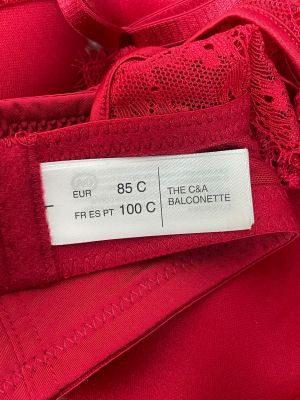 EUR 85 C
FR ES PT 100 C
THE C&A
BALCONETTE